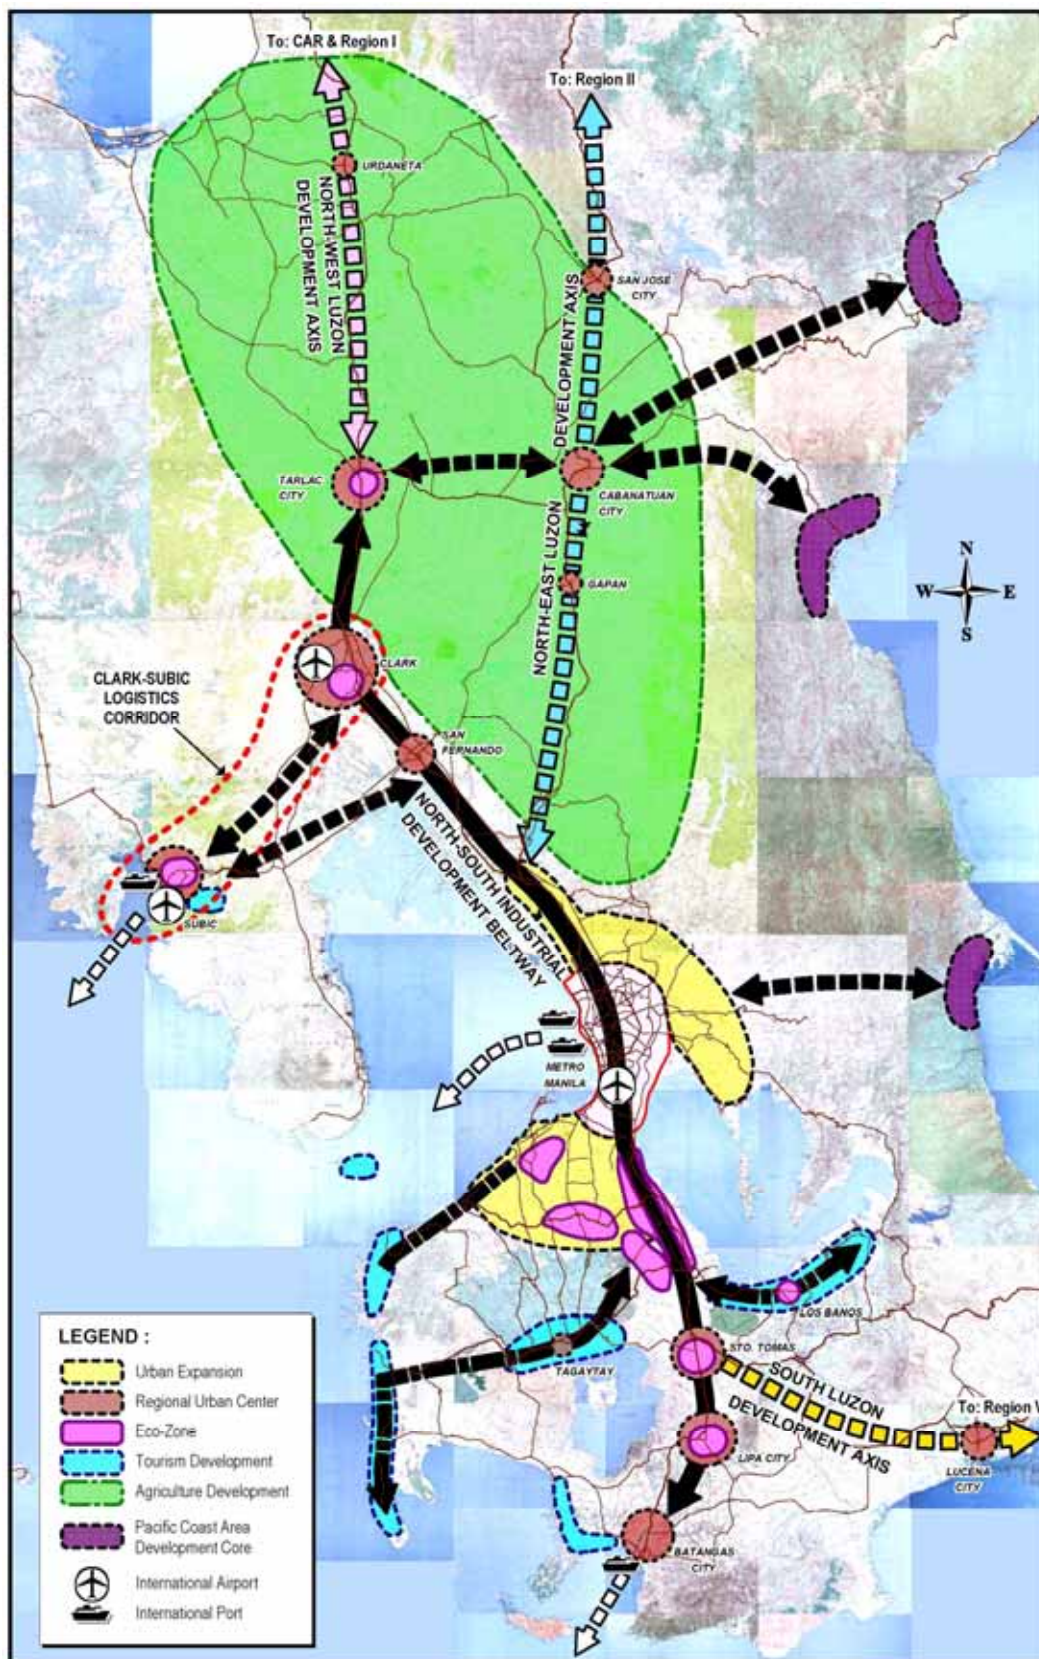 To: CAR & Region I
To: Region II
URDANETA
NORTH-WEST LUZON
DEVELOPMENT AXIS
SAN JOSE
CITY
NORTH-EAST LUZON DEVELOPMENT AXIS
TARLAC
CITY
CABANATUAN
CITY
GAPAN
N
W
E
S
CLARK
CLARK-SUBIC
LOGISTICS
CORRIDOR
SAN
FERNANDO
NORTH-SOUTH INDUSTRIAL
DEVELOPMENT BELTWAY
SUBIC
METRO
MANILA
LOS BANOS
STO. TOMAS
TAGAYTAY
SOUTH LUZON
DEVELOPMENT AXIS
To: Region V
LIPA CITY
LUCENA
CITY
BATANGAS
CITY
LEGEND :
Urban Expansion
Regional Urban Center
Eco-Zone
Tourism Development
Agriculture Development
Pacific Coast Area
Development Core
International Airport
International Port